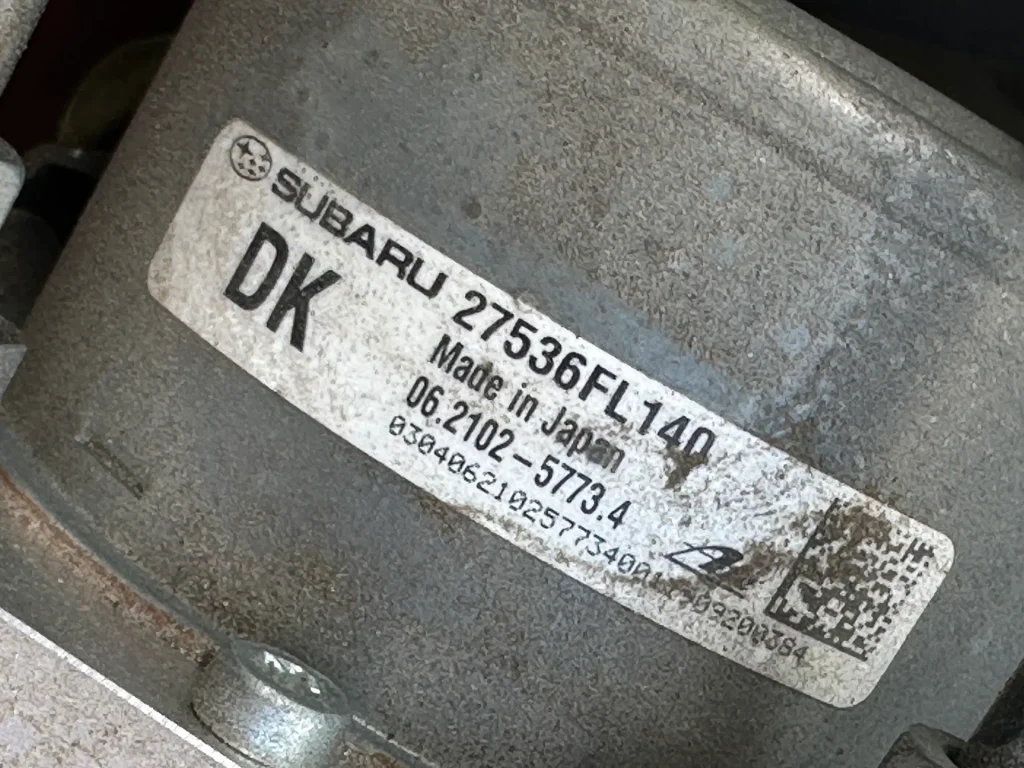 SUBARU 27536FL140
DK
Made in Japan
06.2102-5773.4